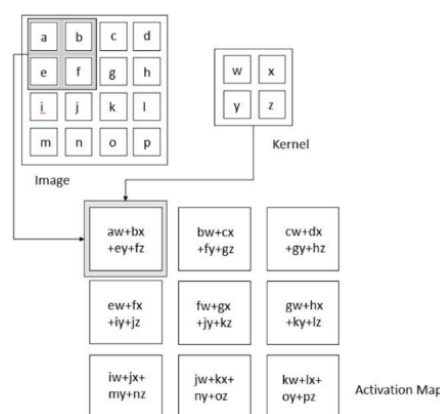 a b c d
e f g h
i j k l
m n o p
Image
w x
y z
Kernel
aw+bx
+ey+fz
bw+cx
+fy+gz
cw+dx
+gy+hz
ew+fx
+iy+jz
fw+gx
+jy+kz
gw+hx
+ky+lz
iw+jx+
my+nz
jw+kx+
ny+oz
kw+lx+
oy+pz
Activation Map